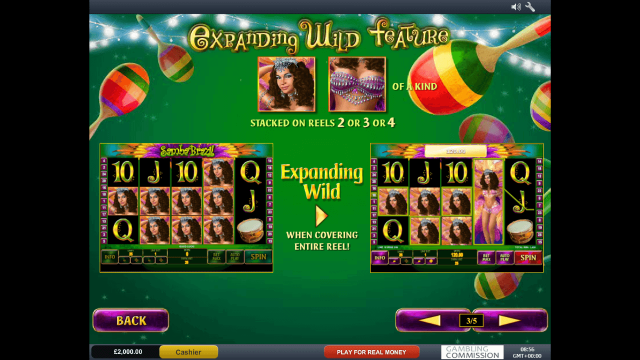 Expanding Wild Feature
OF A KIND
STACKED ON REELS 2 OR 3 OR 4
Samba Brazil
10 J 10 Q
J
Q
SPIN
Expanding
Wild
WHEN COVERING
ENTIRE REEL!
10 J 10 Q
J
Q
SPIN
BACK
3/5
£2,000.00
Cashier
PLAY FOR REAL MONEY
GAMBLING
COMMISSION
08:56
GMT+00:00